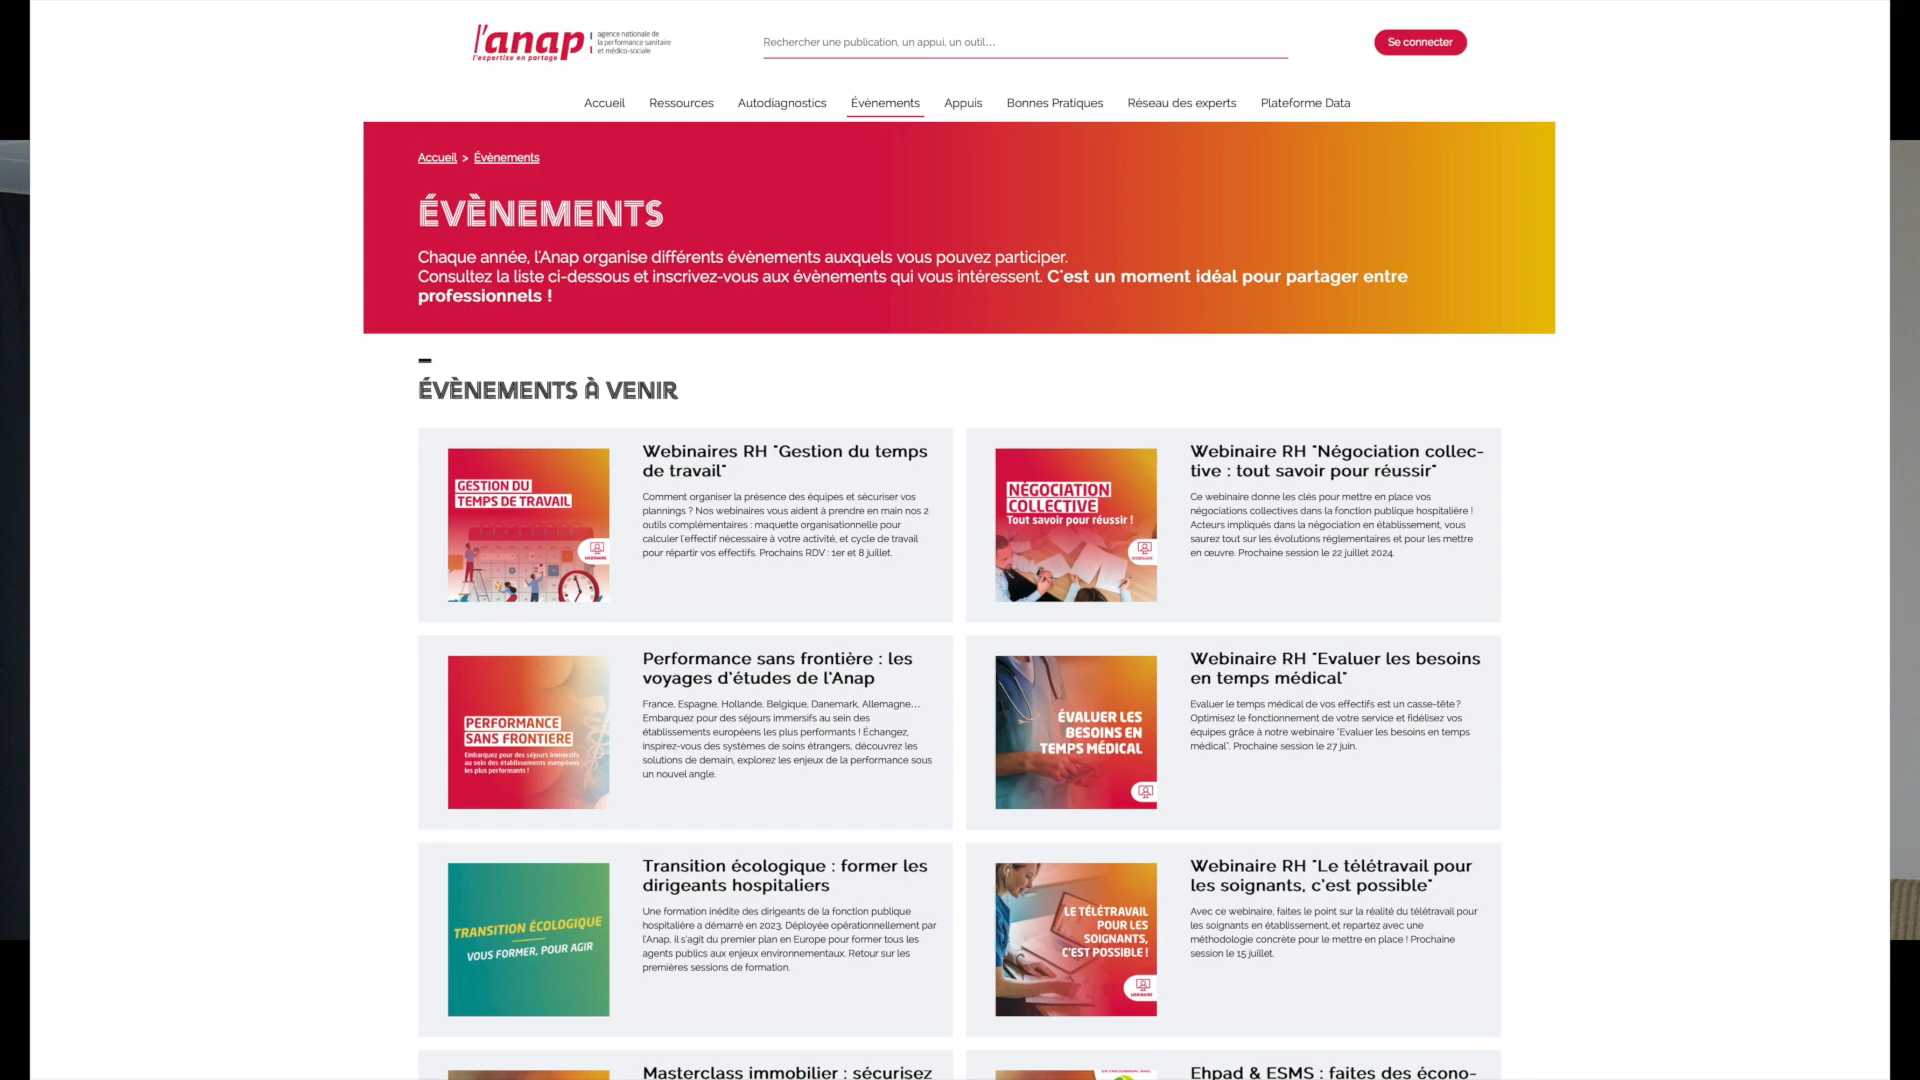 l'anap
l'expertise en partage
agence nationale de
la performance sanitaire
et médico-sociale
Rechercher une publication, un appui, un outil...
Se connecter
Accueil
Ressources
Autodiagnostics
Évènements
Appuis
Bonnes Pratiques
Réseau des experts
Plateforme Data
Accueil > Évènements
ÉVÈNEMENTS
Chaque année, l'Anap organise différents évènements auxquels vous pouvez participer.
Consultez la liste ci-dessous et inscrivez-vous aux évènements qui vous intéressent. C'est un moment idéal pour partager entre
professionnels !
ÉVÈNEMENTS À VENIR
GESTION DU
TEMPS DE TRAVAIL
WEBINAIRE
Webinaires RH "Gestion du temps
de travail"
Comment organiser la présence des équipes et sécuriser vos
plannings ? Nos webinaires vous aident à prendre en main nos 2
outils complémentaires : maquette organisationnelle pour
calculer l'effectif nécessaire à votre activité, et cycle de travail
pour répartir vos effectifs. Prochains RDV : 1er et 8 juillet.
NÉGOCIATION
COLLECTIVE
Tout savoir pour réussir !
WEBINAIRE
Webinaire RH "Négociation collec-
tive : tout savoir pour réussir"
Ce webinaire donne les clés pour mettre en place vos
négociations collectives dans la fonction publique hospitalière !
Acteurs impliqués dans la négociation en établissement, vous
saurez tout sur les évolutions réglementaires et pour les mettre
en œuvre. Prochaine session le 22 juillet 2024.
PERFORMANCE
SANS FRONTIERE
Embarquez pour des séjours immersifs
au sein des établissements européens
les plus performants !
Performance sans frontière : les
voyages d'études de l'Anap
France, Espagne, Hollande, Belgique, Danemark, Allemagne…
Embarquez pour des séjours immersifs au sein des
établissements européens les plus performants ! Échangez,
inspirez-vous des systèmes de soins étrangers, découvrez les
solutions de demain, explorez les enjeux de la performance sous
un nouvel angle.
ÉVALUER LES
BESOINS EN
TEMPS MÉDICAL
Webinaire RH "Evaluer les besoins
en temps médical"
Evaluer le temps médical de vos effectifs est un casse-tête ?
Optimisez le fonctionnement de votre service et fidélisez vos
équipes grâce à notre webinaire "Evaluer les besoins en temps
médical". Prochaine session le 27 juin.
TRANSITION ÉCOLOGIQUE
VOUS FORMER, POUR AGIR
Transition écologique : former les
dirigeants hospitaliers
Une formation inédite des dirigeants de la fonction publique
hospitalière a démarré en 2023. Déployée opérationnellement par
l'Anap, il s'agit du premier plan en Europe pour former tous les
agents publics aux enjeux environnementaux. Retour sur les
premières sessions de formation.
LE TÉLÉTRAVAIL
POUR LES
SOIGNANTS,
C'EST POSSIBLE !
WEBINAIRE
Webinaire RH "Le télétravail pour
les soignants, c'est possible"
Avec ce webinaire, faites le point sur la réalité du télétravail pour
les soignants en établissement, et repartez avec une
méthodologie concrète pour le mettre en place ! Prochaine
session le 15 juillet.
Masterclass immobilier : sécurisez
Ehpad & ESMS : faites des écono-